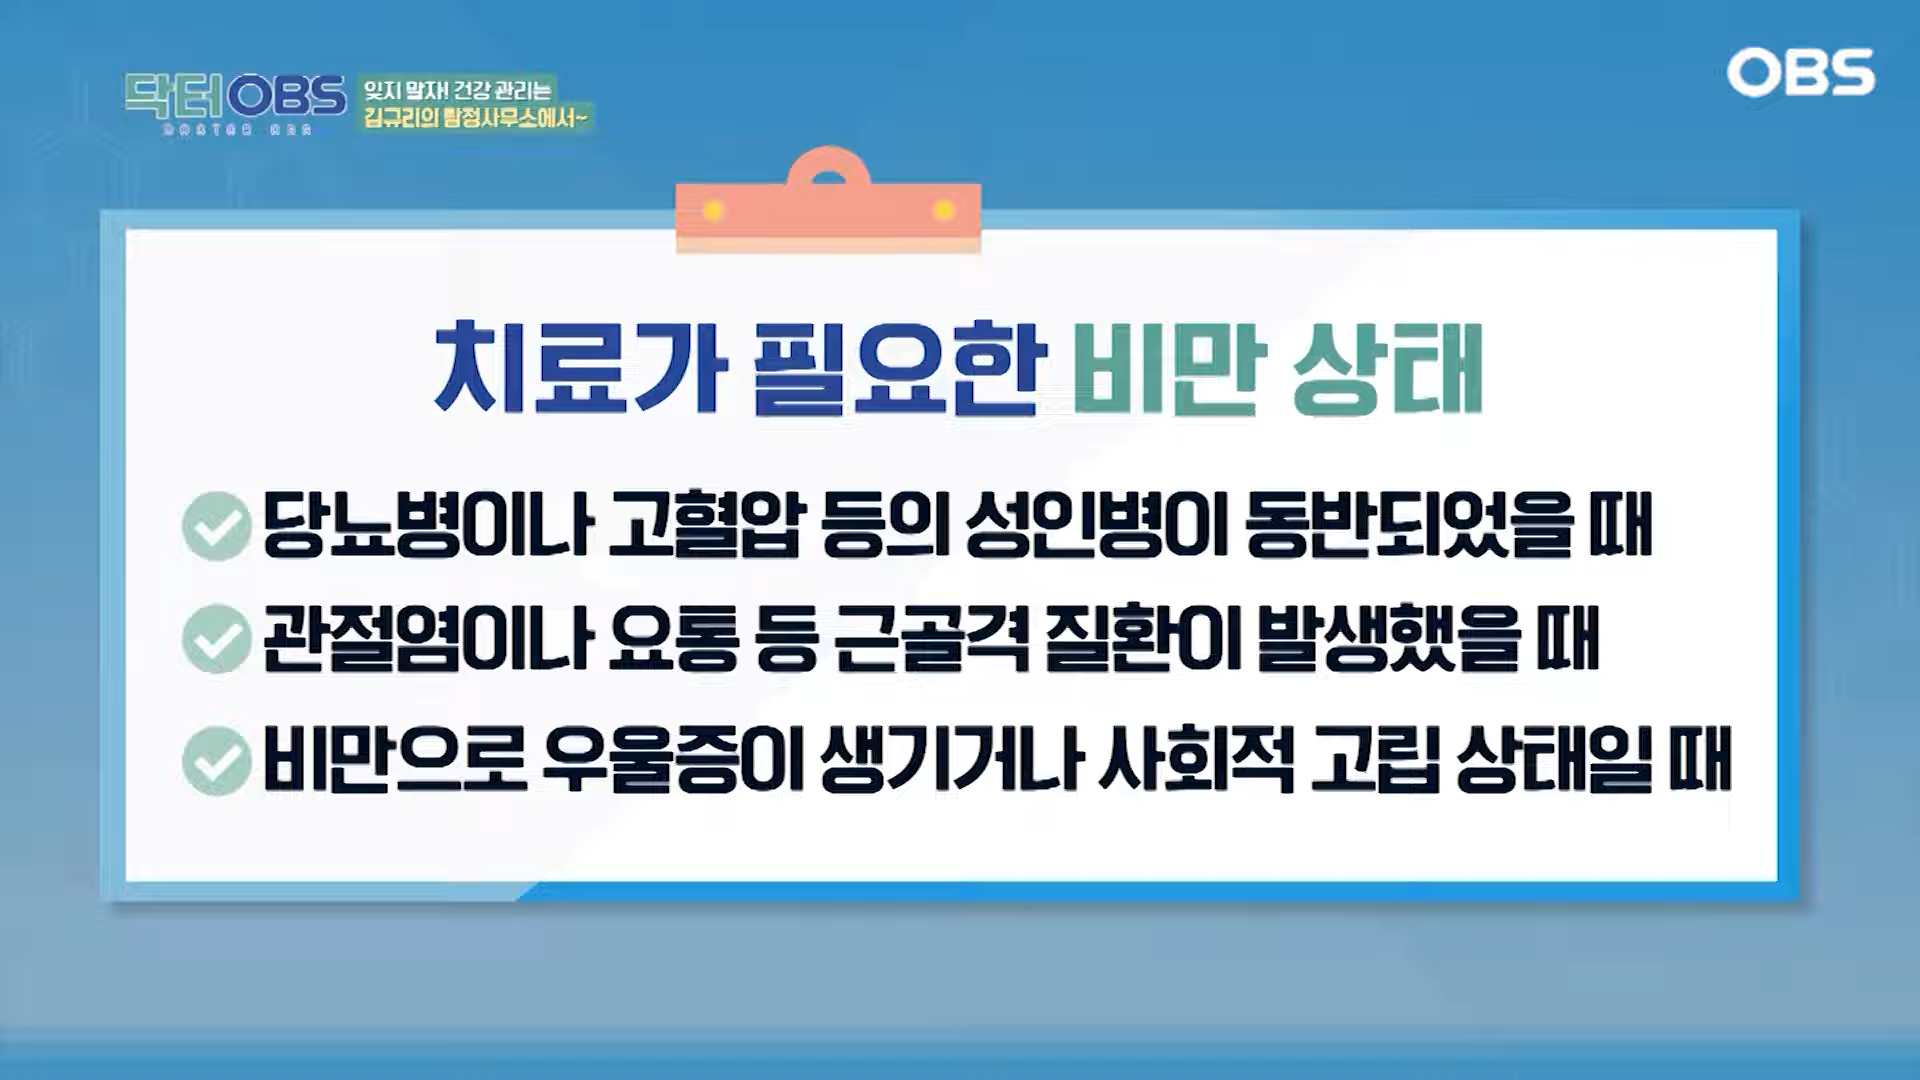 닥터OBS
잊지 말자! 건강 관리는
김규리의 탐정사무소에서~
OBS
치료가 필요한 비만 상태
당뇨병이나 고혈압 등의 성인병이 동반되었을 때
관절염이나 요통 등 근골격 질환이 발생했을 때
비만으로 우울증이 생기거나 사회적 고립 상태일 때